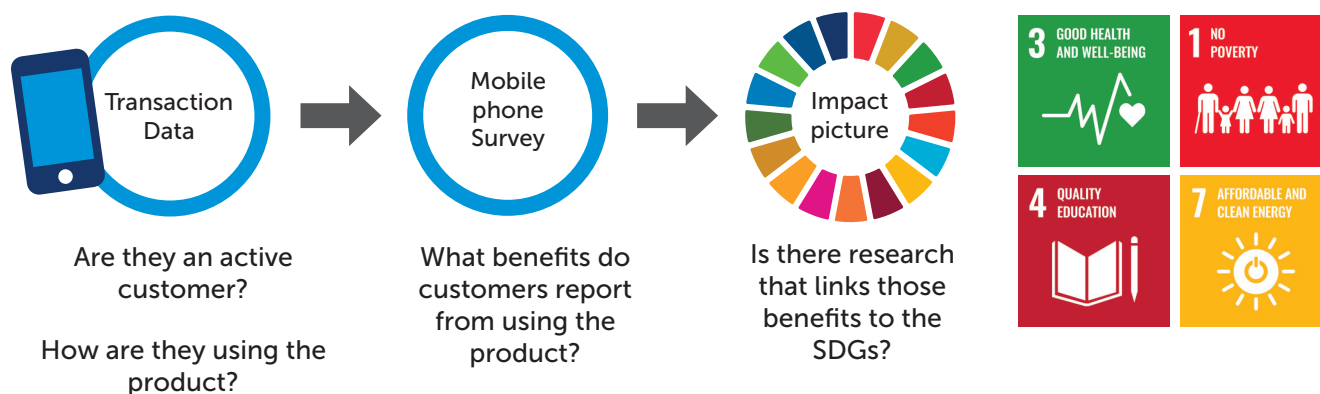 Transaction
Data
Mobile
phone
Survey
Impact
picture
3 GOOD HEALTH
AND WELL-BEING
1 NO
POVERTY
4 QUALITY
EDUCATION
7 AFFORDABLE AND
CLEAN ENERGY
Are they an active
customer?
How are they using the
product?
What benefits do
customers report
from using the
product?
Is there research
that links those
benefits to the
SDGs?